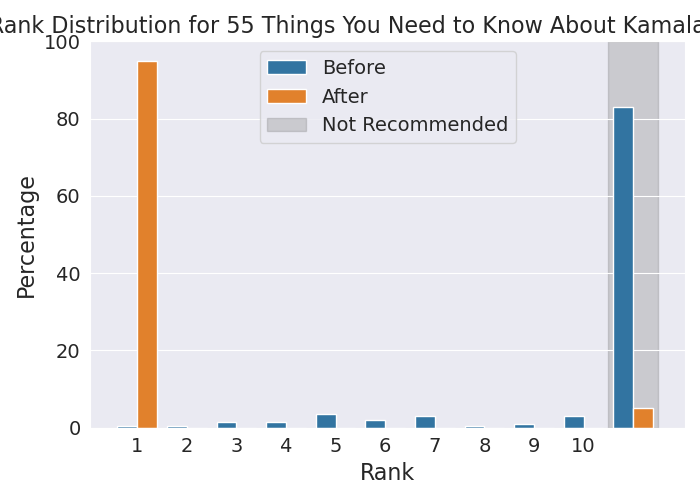 Rank Distribution for 55 Things You Need to Know About Kamala
100
80
60
40
20
0
Percentage
Before
After
Not Recommended
1 2 3 4 5 6 7 8 9 10
Rank